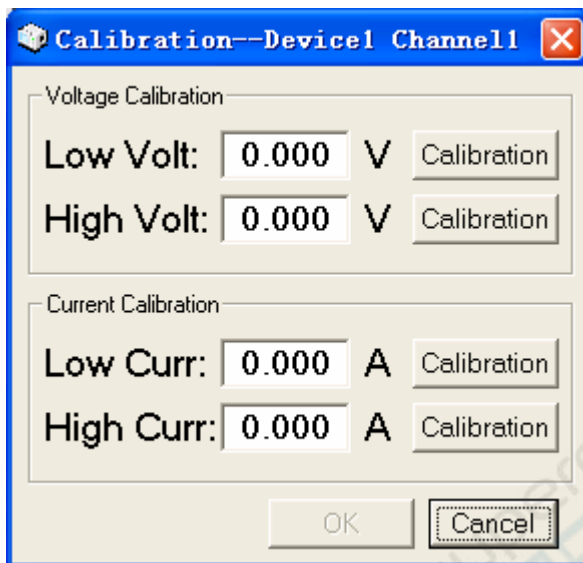 Calibration--Device1 Channel1
Voltage Calibration
Low Volt: 0.000 V Calibration
High Volt: 0.000 V Calibration
Current Calibration
Low Curr: 0.000 A Calibration
High Curr: 0.000 A Calibration
OK Cancel